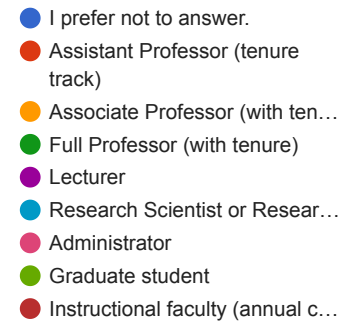 I prefer not to answer.
Assistant Professor (tenure
track)
Associate Professor (with ten…
Full Professor (with tenure)
Lecturer
Research Scientist or Resear…
Administrator
Graduate student
Instructional faculty (annual c…